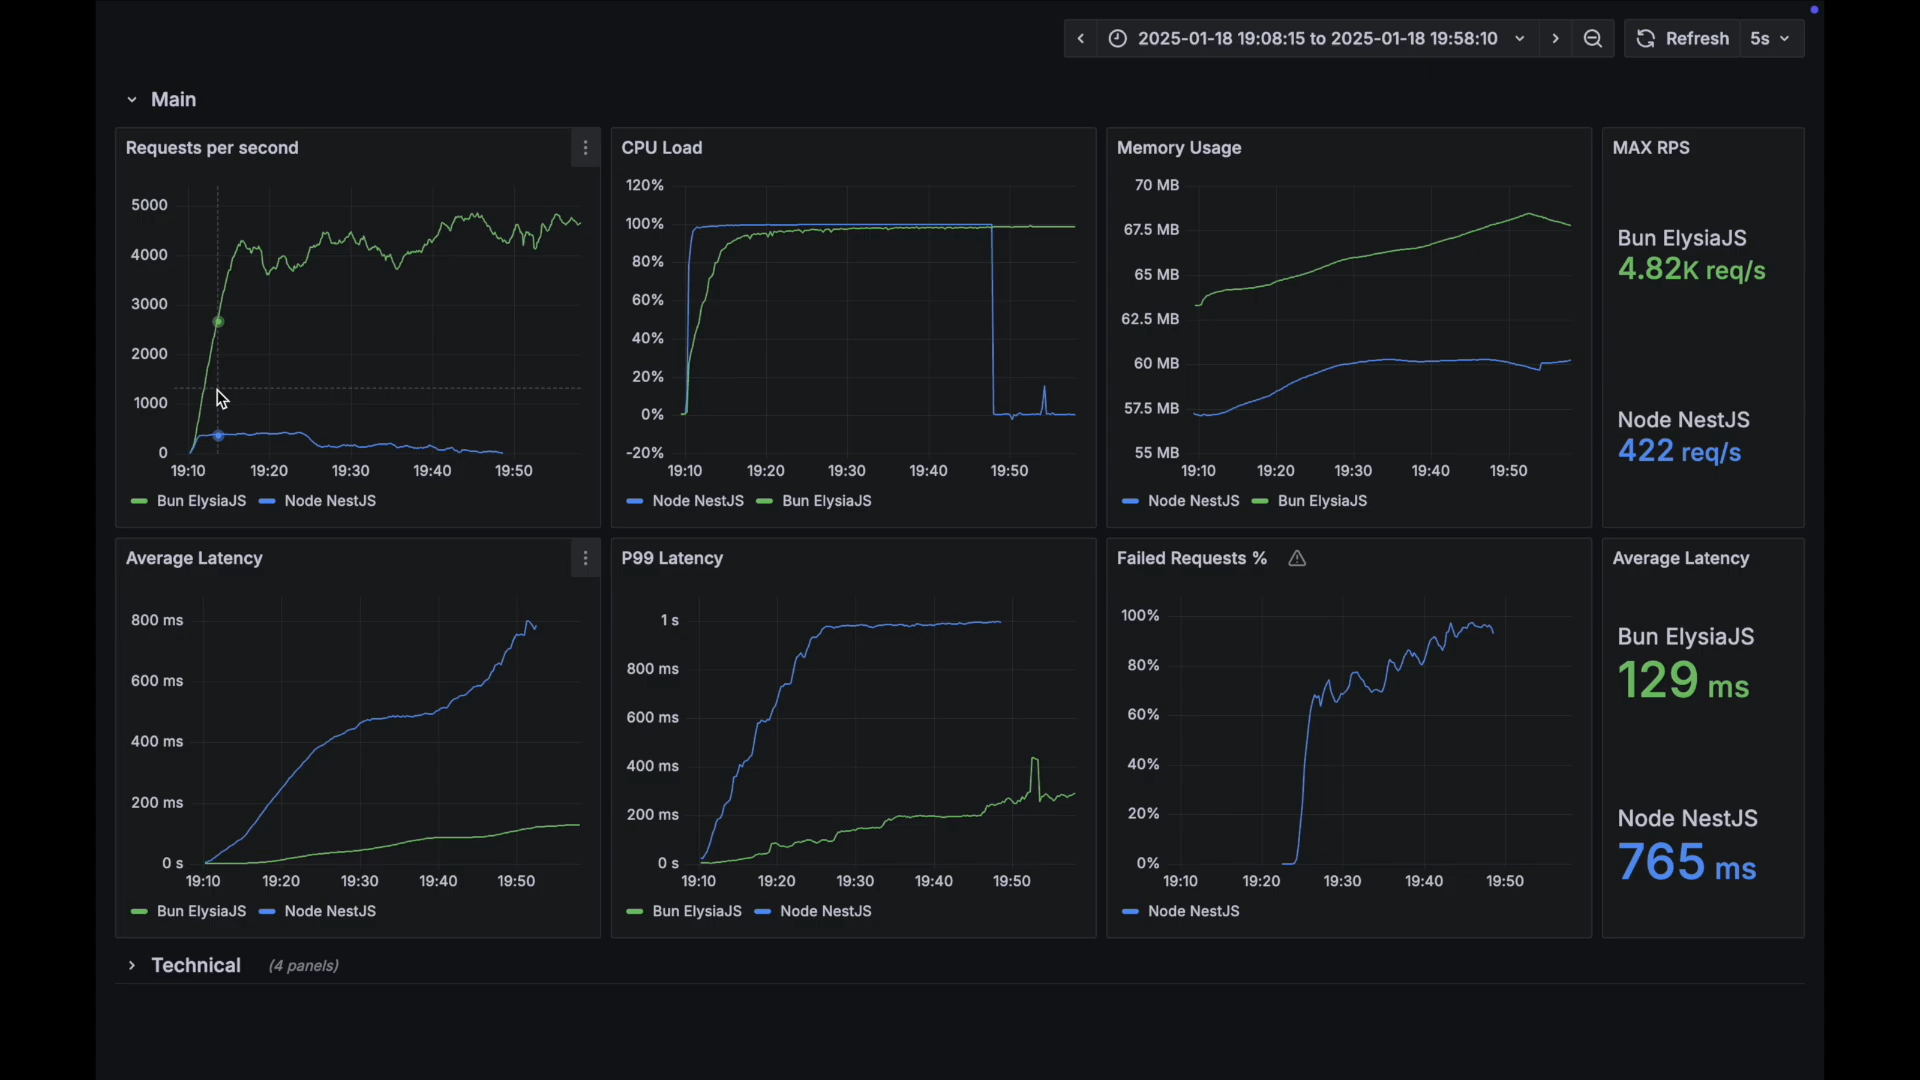 2025-01-18 19:08:15 to 2025-01-18 19:58:10
Refresh
5s
Main
Requests per second
5000
4000
3000
2000
1000
0
19:10 19:20 19:30 19:40 19:50
Bun ElysiaJS Node NestJS
CPU Load
120%
100%
80%
60%
40%
20%
0%
-20%
19:10 19:20 19:30 19:40 19:50
Node NestJS Bun ElysiaJS
Memory Usage
70 MB
67.5 MB
65 MB
62.5 MB
60 MB
57.5 MB
55 MB
19:10 19:20 19:30 19:40 19:50
Node NestJS Bun ElysiaJS
MAX RPS
Bun ElysiaJS
4.82K req/s
Node NestJS
422 req/s
Average Latency
800 ms
600 ms
400 ms
200 ms
0 s
19:10 19:20 19:30 19:40 19:50
Bun ElysiaJS Node NestJS
P99 Latency
1 s
800 ms
600 ms
400 ms
200 ms
0 s
19:10 19:20 19:30 19:40 19:50
Bun ElysiaJS Node NestJS
Failed Requests %
100%
80%
60%
40%
20%
0%
19:10 19:20 19:30 19:40 19:50
Node NestJS
Average Latency
Bun ElysiaJS
129 ms
Node NestJS
765 ms
Technical (4 panels)